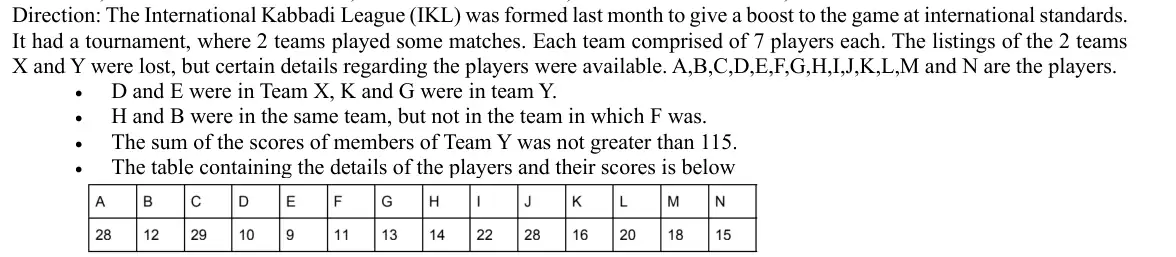 Direction: The International Kabbadi League (IKL) was formed last month to give a boost to the game at international standards.
It had a tournament, where 2 teams played some matches. Each team comprised of 7 players each. The listings of the 2 teams
X and Y were lost, but certain details regarding the players were available. A,B,C,D,E,F,G,H,I,J,K,L,M and N are the players.
• D and E were in Team X, K and G were in team Y.
• H and B were in the same team, but not in the team in which F was.
• The sum of the scores of members of Team Y was not greater than 115.
• The table containing the details of the players and their scores is below
A B C D E F G H I J K L M N
28 12 29 10 9 11 13 14 22 28 16 20 18 15